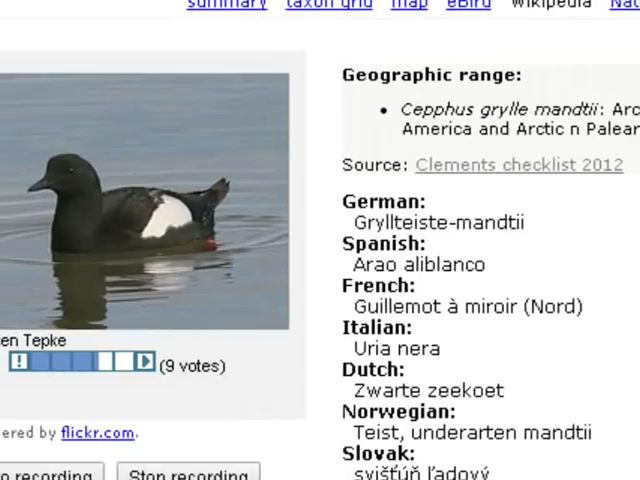 summary taxon grid map eBird Wikipedia
Geographic range:
• Cepphus grylle mandtii: Arc
America and Arctic n Palear
Source: Clements checklist 2012
German:
Gryllteiste-mandtii
Spanish:
Arao aliblanco
French:
Guillemot à miroir (Nord)
Italian:
Uria nera
Dutch:
Zwarte zeekoet
Norwegian:
Teist, underarten mandtii
Slovak:
svišťúň ľadový
en Tepke
(9 votes)
ered by flickr.com.
o recording Stop recording